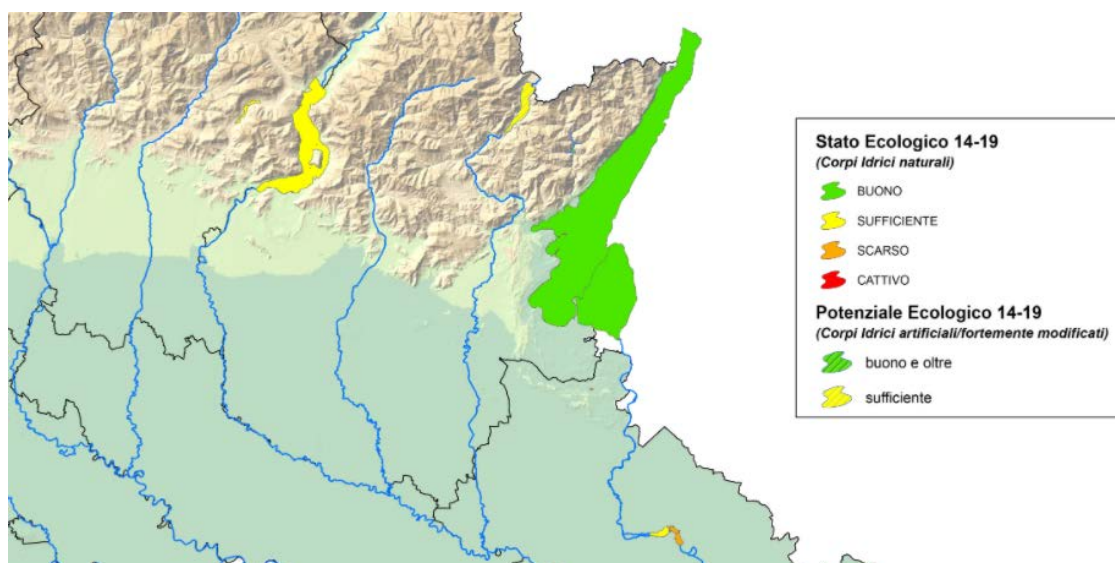 Stato Ecologico 14-19
(Corpi Idrici naturali)
BUONO
SUFFICIENTE
SCARSO
CATTIVO
Potenziale Ecologico 14-19
(Corpi Idrici artificiali/fortemente modificati)
buono e oltre
sufficiente